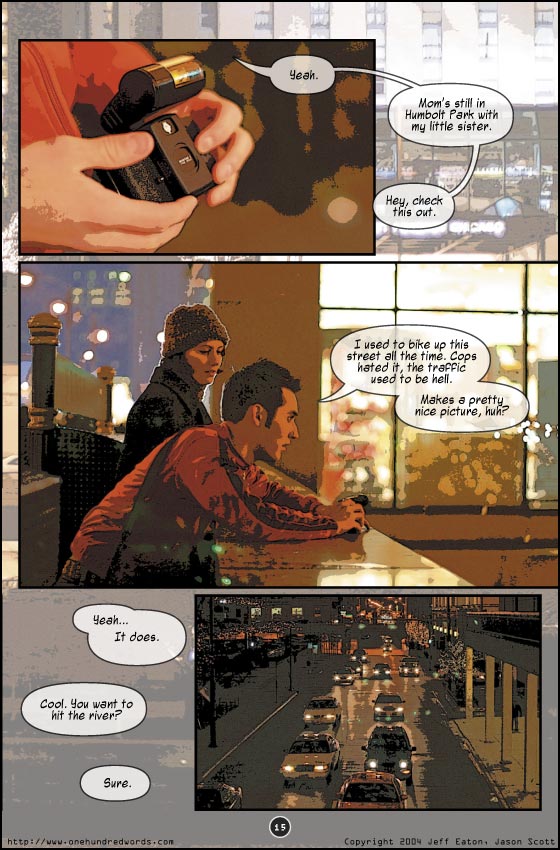 Yeah.
Mom's still in
Humbolt Park with
my little sister.
Hey, check
this out.
I used to bike up this
street all the time. Cops
hated it, the traffic
used to be hell.
Makes a pretty
nice picture, huh?
Yeah...
It does.
Cool. You want to
hit the river?
Sure.
15
http://www.onehundredwords.com
Copyright 2004 Jeff Eaton, Jason Scott